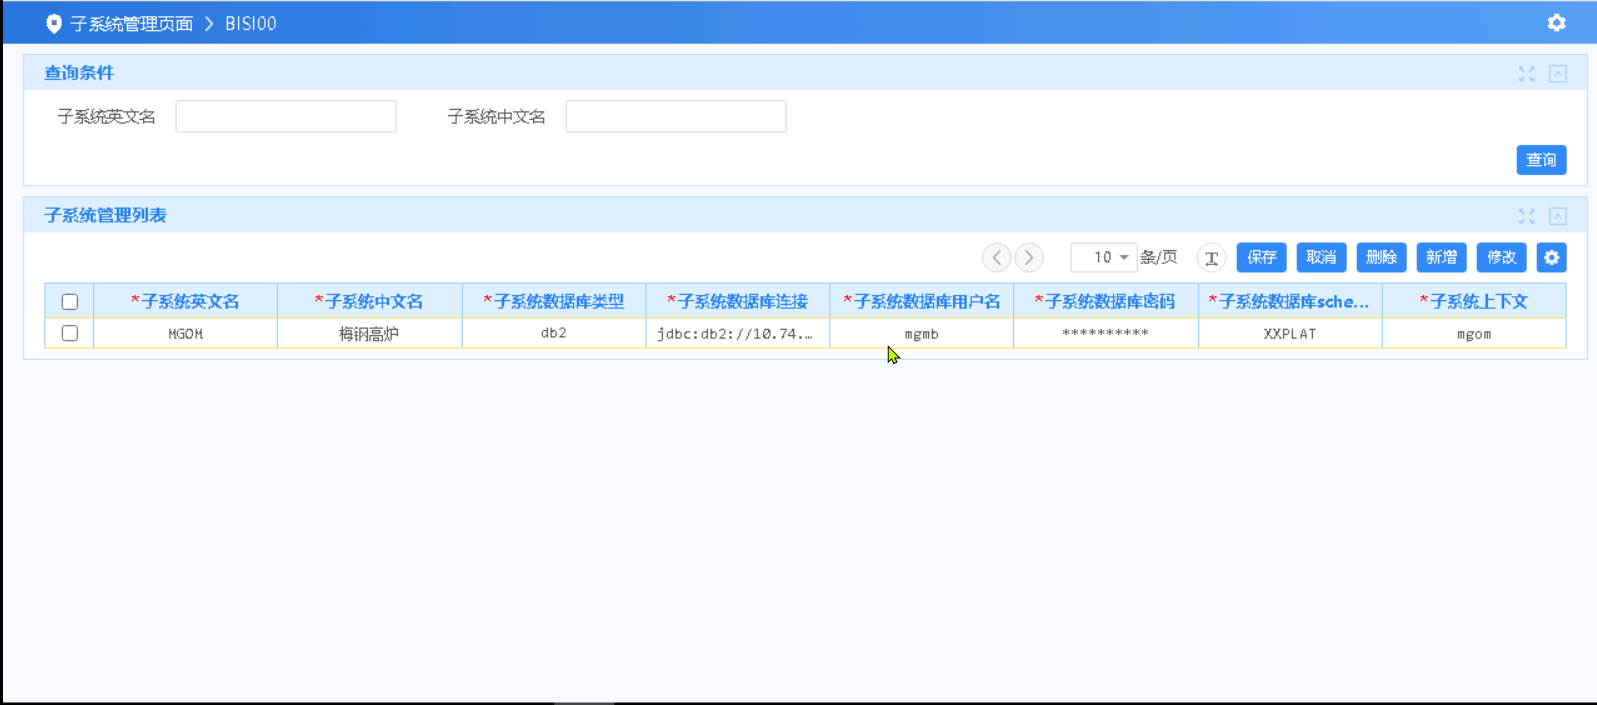 子系统管理页面 > BISI00
查询条件
子系统英文名 子系统中文名
查询
子系统管理列表
10 条/页 T 保存 取消 删除 新增 修改
*子系统英文名 *子系统中文名 *子系统数据库类型 *子系统数据库连接 *子系统数据库用户名 *子系统数据库密码 *子系统数据库sche... *子系统上下文
MGOM 梅钢高炉 db2 jdbc:db2://10.74.... mgmb ********** XXPLAT mgom